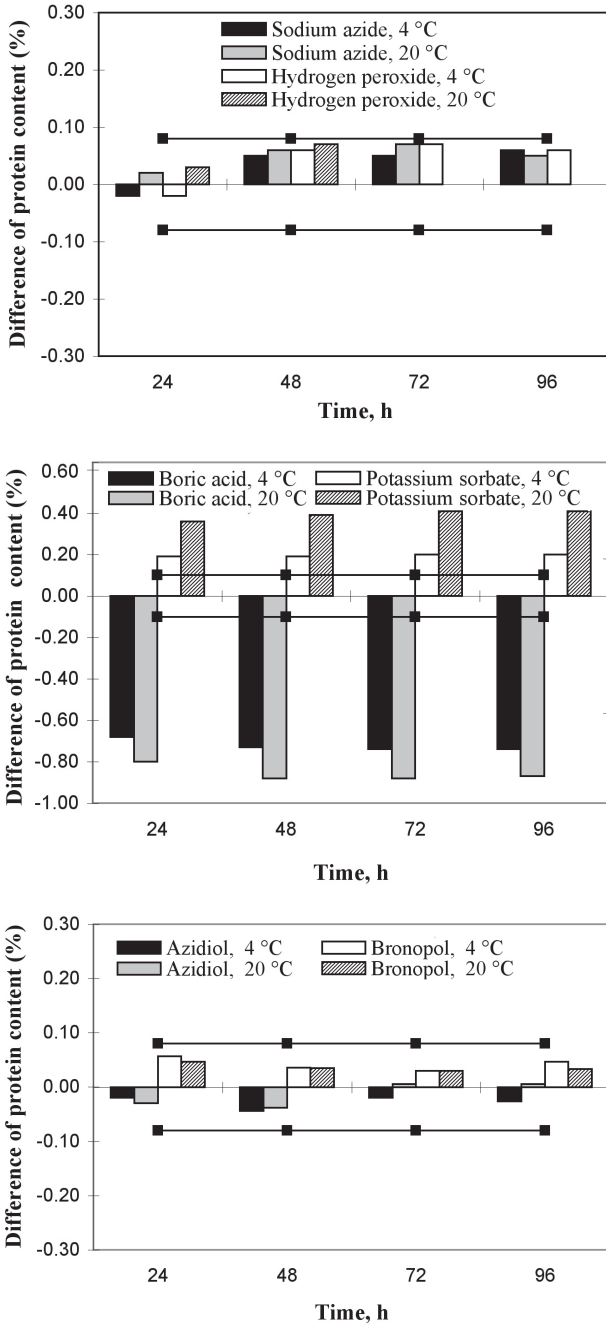 Difference of protein content (%)
0.30
0.20
0.10
0.00
-0.10
-0.20
-0.30
Sodium azide, 4 °C
Sodium azide, 20 °C
Hydrogen peroxide, 4 °C
Hydrogen peroxide, 20 °C
24 48 72 96
Time, h
Difference of protein content (%)
0.60
0.40
0.20
0.00
-0.20
-0.40
-0.60
-0.80
-1.00
Boric acid, 4 °C Potassium sorbate, 4 °C
Boric acid, 20 °C Potassium sorbate, 20 °C
24 48 72 96
Time, h
Difference of protein content (%)
0.30
0.20
0.10
0.00
-0.10
-0.20
-0.30
Azidiol, 4 °C Bronopol, 4 °C
Azidiol, 20 °C Bronopol, 20 °C
24 48 72 96
Time, h